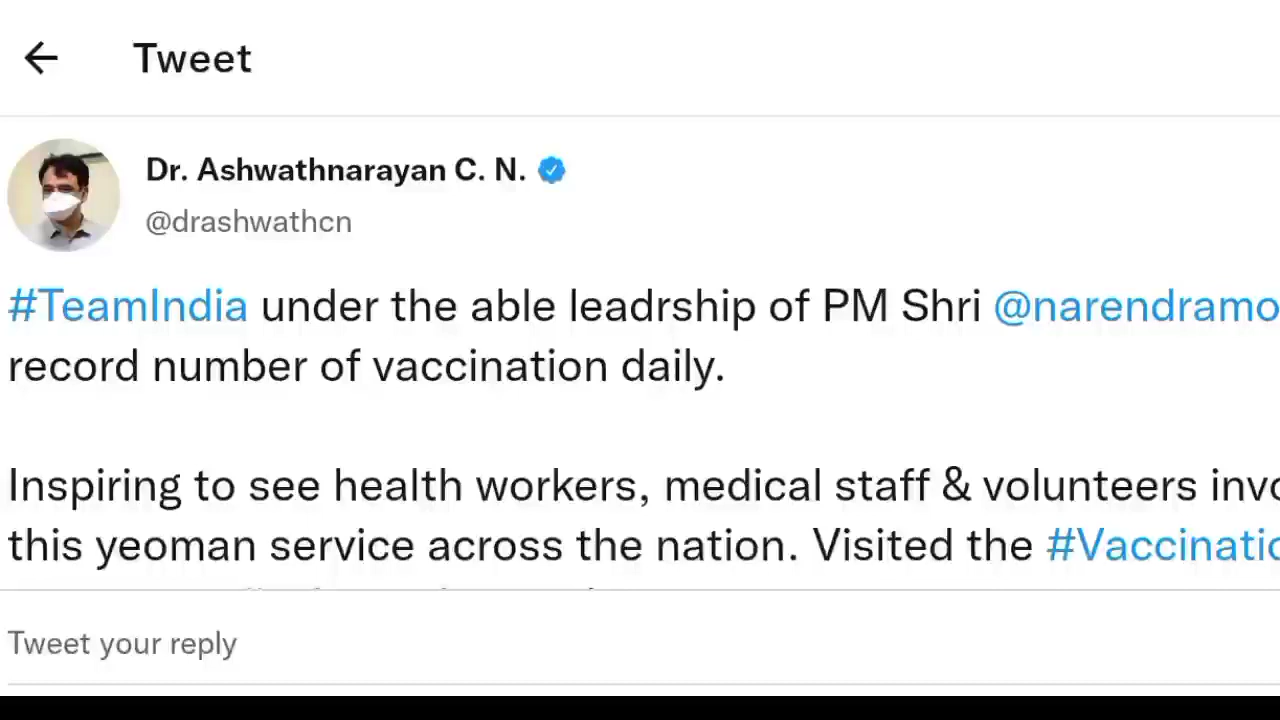 Tweet
Dr. Ashwathnarayan C. N.
@drashwathcn
#TeamIndia under the able leadrship of PM Shri @narendramo
record number of vaccination daily.
Inspiring to see health workers, medical staff & volunteers invo
this yeoman service across the nation. Visited the #Vaccinatio
Tweet your reply